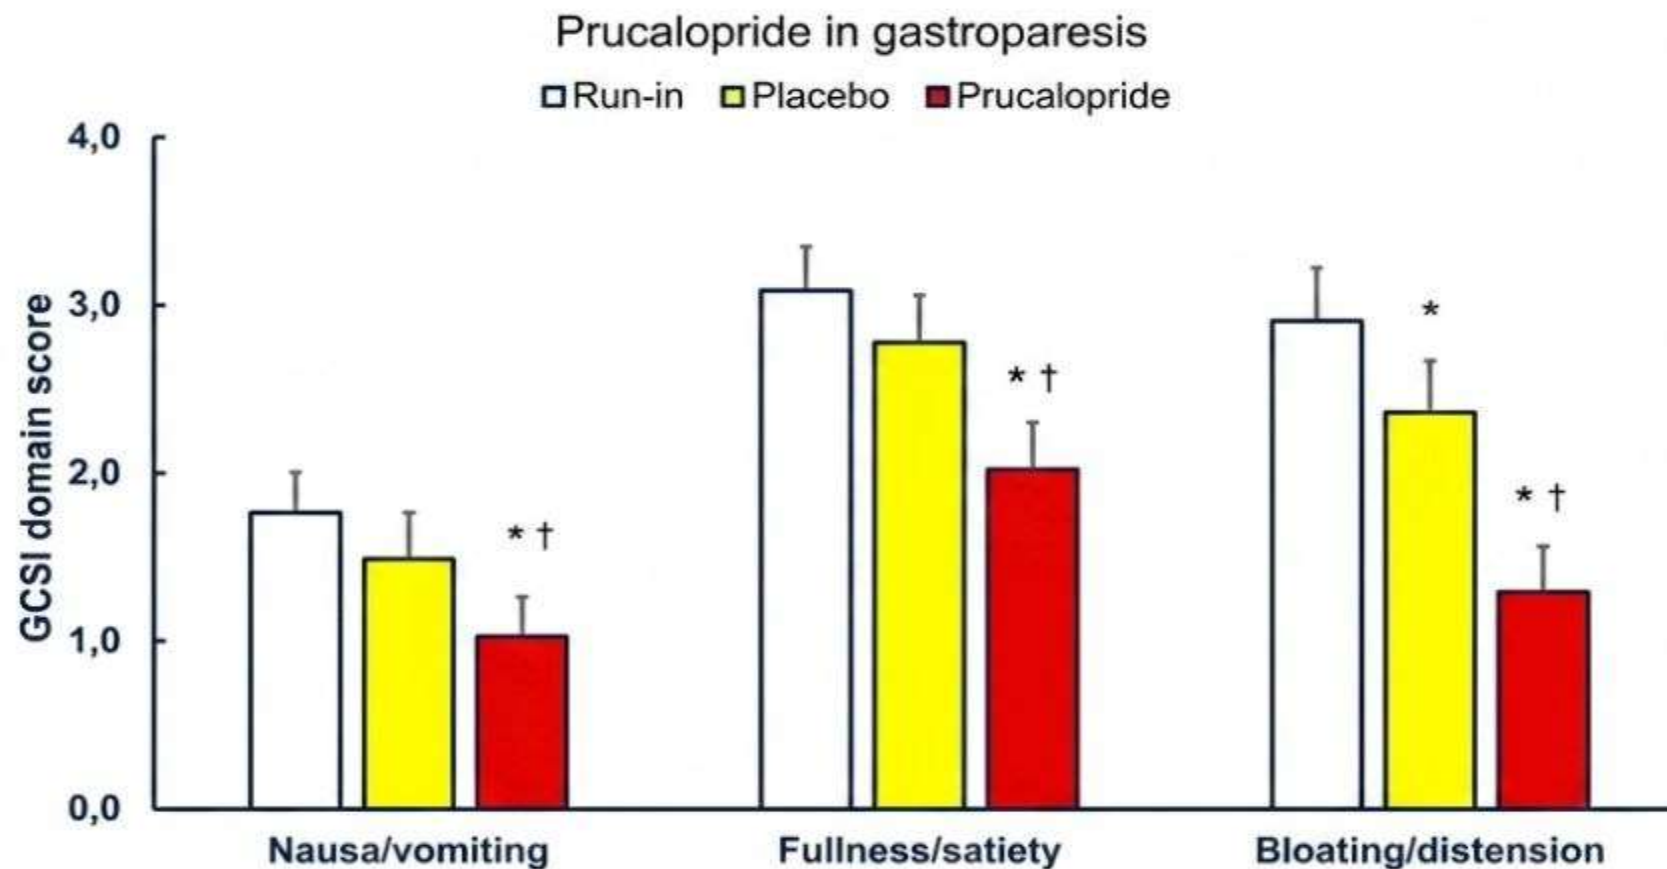 Prucalopride in gastroparesis
Run-in Placebo Prucalopride
GCSI domain score
4,0
3,0
* 
* †
2,0
* †
* †
1,0
0,0
Nausa/vomiting Fullness/satiety Bloating/distension